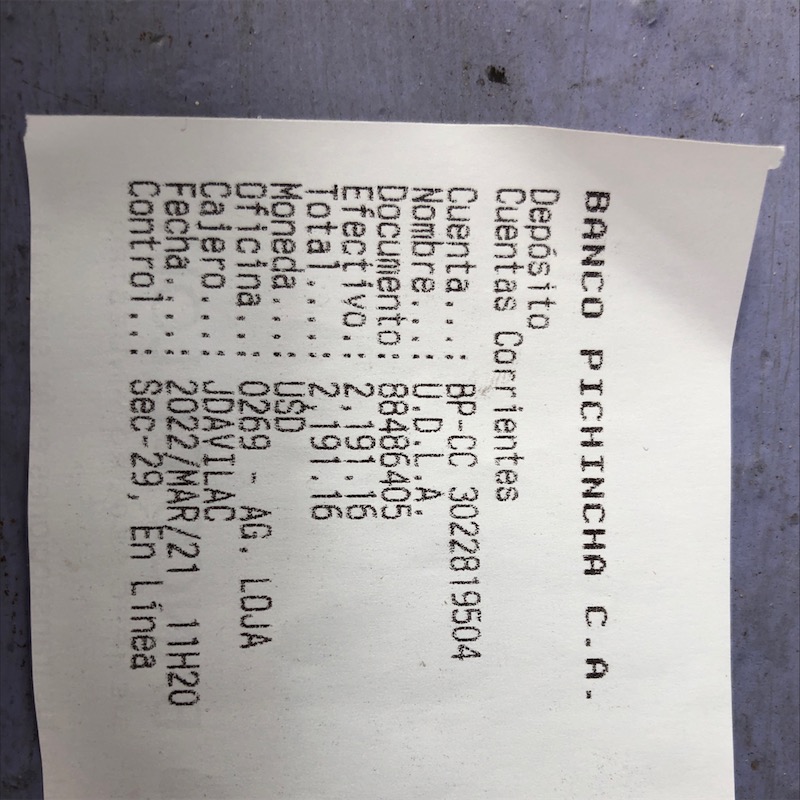 BANCO PICHINCHA C.A.
Depósito
Cuentas Corrientes
Cuenta...: BP-CC 3022819504
Nombre...: U.D.L.A.
Documento: 88486405
Efectivo.: 2,191.16
Total....: 2,191.16
Moneda...: USD
Oficina..: 0269 - AG. LOJA
Cajero...: JDAVILAC
Fecha....: 2022/MAR/21 11H20
Control..: Sec-29, En Línea